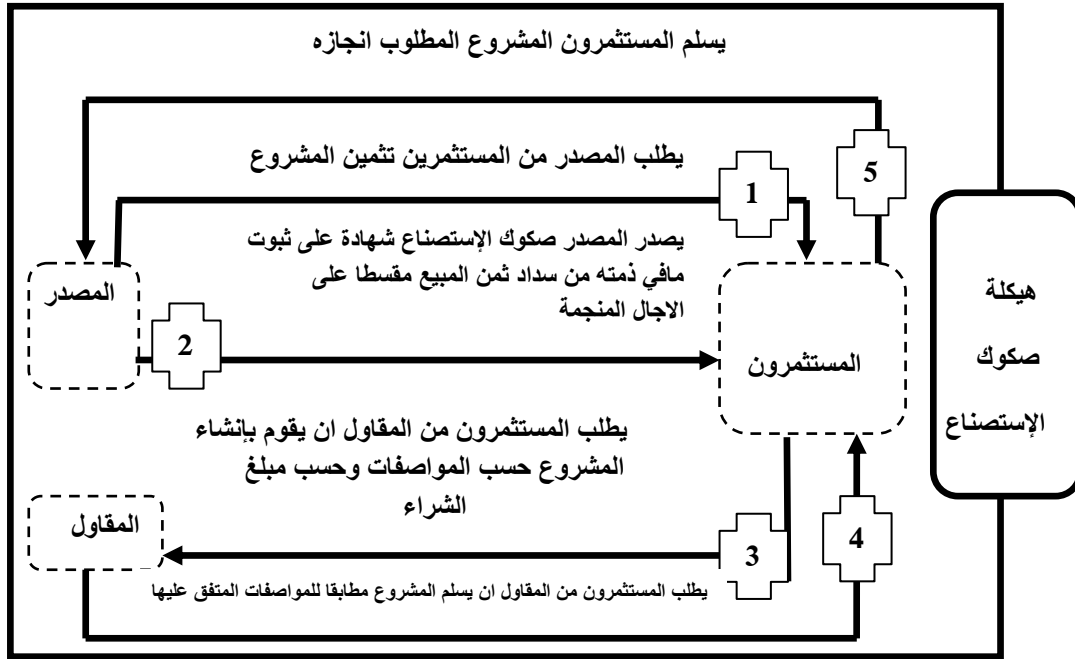 يسلم المستثمرون المشروع المطلوب انجازه
5
يطلب المصدر من المستثمرين تثمين المشروع
1
يصدر المصدر صكوك الإستصناع شهادة على ثبوت
مافي ذمته من سداد ثمن المبيع مقسطا على
الاجال المنجمة
المصدر
2
المستثمرون
هيكلة
صكوك
الإستصناع
يطلب المستثمرون من المقاول ان يقوم بإنشاء
المشروع حسب المواصفات وحسب مبلغ
الشراء
المقاول
3
4
يطلب المستثمرون من المقاول ان يسلم المشروع مطابقا للمواصفات المتفق عليها